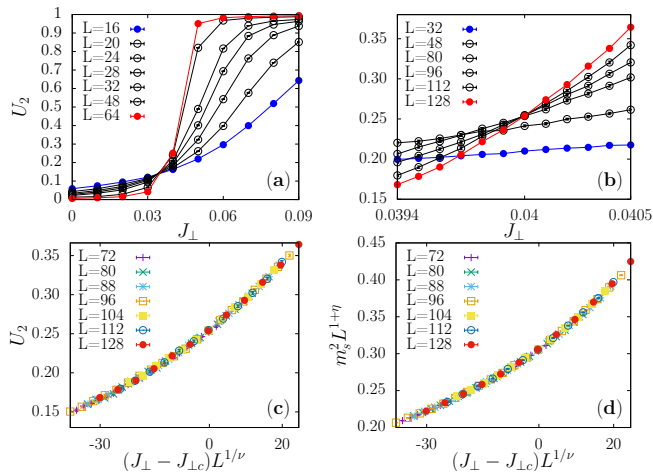 1
0.9
0.8
0.7
0.6
0.5
0.4
0.3
0.2
0.1
0
U₂
L=16
L=20
L=24
L=28
L=32
L=48
L=64
(a)
0 0.03 0.06 0.09
J⊥
0.35
0.30
0.25
0.20
0.15
L=32
L=48
L=80
L=96
L=112
L=128
(b)
0.0394 0.04 0.0405
J⊥
0.35
0.30
0.25
0.20
0.15
U₂
L=72
L=80
L=88
L=96
L=104
L=112
L=128
(c)
-30 0 20
(J⊥ − J⊥c)L^{1/ν}
0.45
0.40
0.35
0.30
0.25
0.20
m_s^2 L^{1+η}
L=72
L=80
L=88
L=96
L=104
L=112
L=128
(d)
-30 0 20
(J⊥ − J⊥c)L^{1/ν}